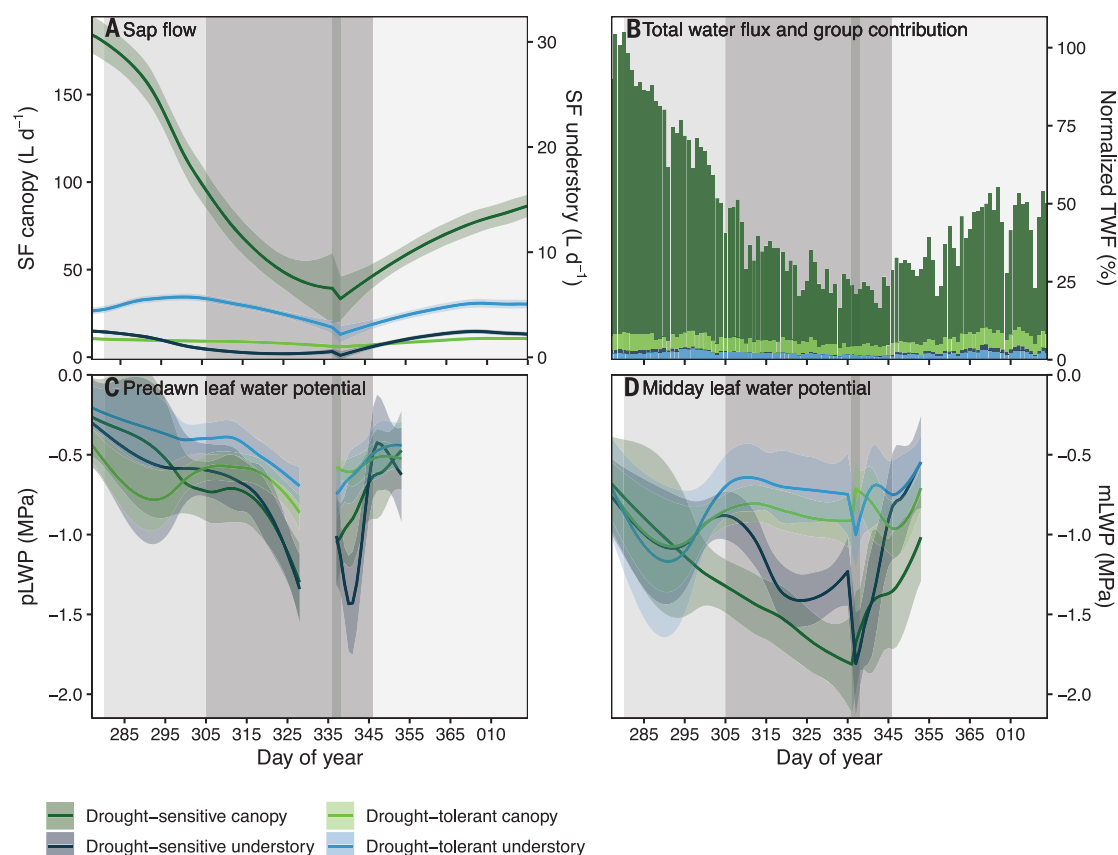 A Sap flow
SF canopy (L d⁻¹)
150
100
50
0
30
20
10
0
SF understory (L d⁻¹)
B Total water flux and group contribution
100
75
50
25
0
Normalized TWF (%)
C Predawn leaf water potential
pLWP (MPa)
0.0
−0.5
−1.0
−1.5
−2.0
285 295 305 315 325 335 345 355 365 010
Day of year
D Midday leaf water potential
0.0
−0.5
−1.0
−1.5
−2.0
mLWP (MPa)
285 295 305 315 325 335 345 355 365 010
Day of year
Drought−sensitive canopy
Drought−tolerant canopy
Drought−sensitive understory
Drought−tolerant understory